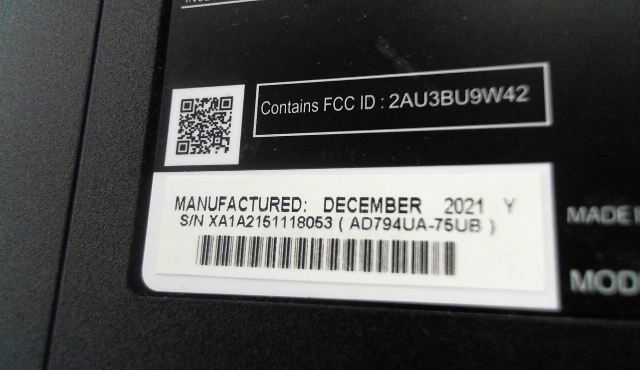 Contains FCC ID : 2AU3BU9W42
MANUFACTURED: DECEMBER 2021 Y
S/N XA1A2151118053 ( AD794UA-75UB )
MADE
MOD